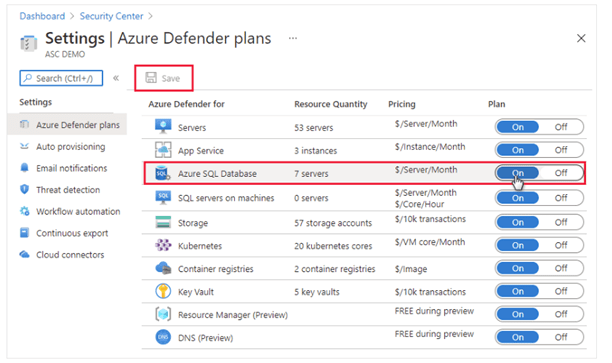 Dashboard > Security Center >
Settings | Azure Defender plans ...
ASC DEMO
Search (Ctrl+/) «
Save
Settings
Azure Defender plans
Auto provisioning
Email notifications
Threat detection
Workflow automation
Continuous export
Cloud connectors
Azure Defender for Resource Quantity Pricing Plan
Servers 53 servers $/Server/Month On Off
App Service 3 instances $/Instance/Month On Off
Azure SQL Database 7 servers $/Server/Month On Off
SQL servers on machines 0 servers $/Server/Month On Off
$/Core/Hour
Storage 57 storage accounts $/10k transactions On Off
Kubernetes 20 kubernetes cores $/VM core/Month On Off
Container registries 2 container registries $/Image On Off
Key Vault 5 key vaults $/10k transactions On Off
Resource Manager (Preview) FREE during preview On Off
DNS (Preview) FREE during preview On Off